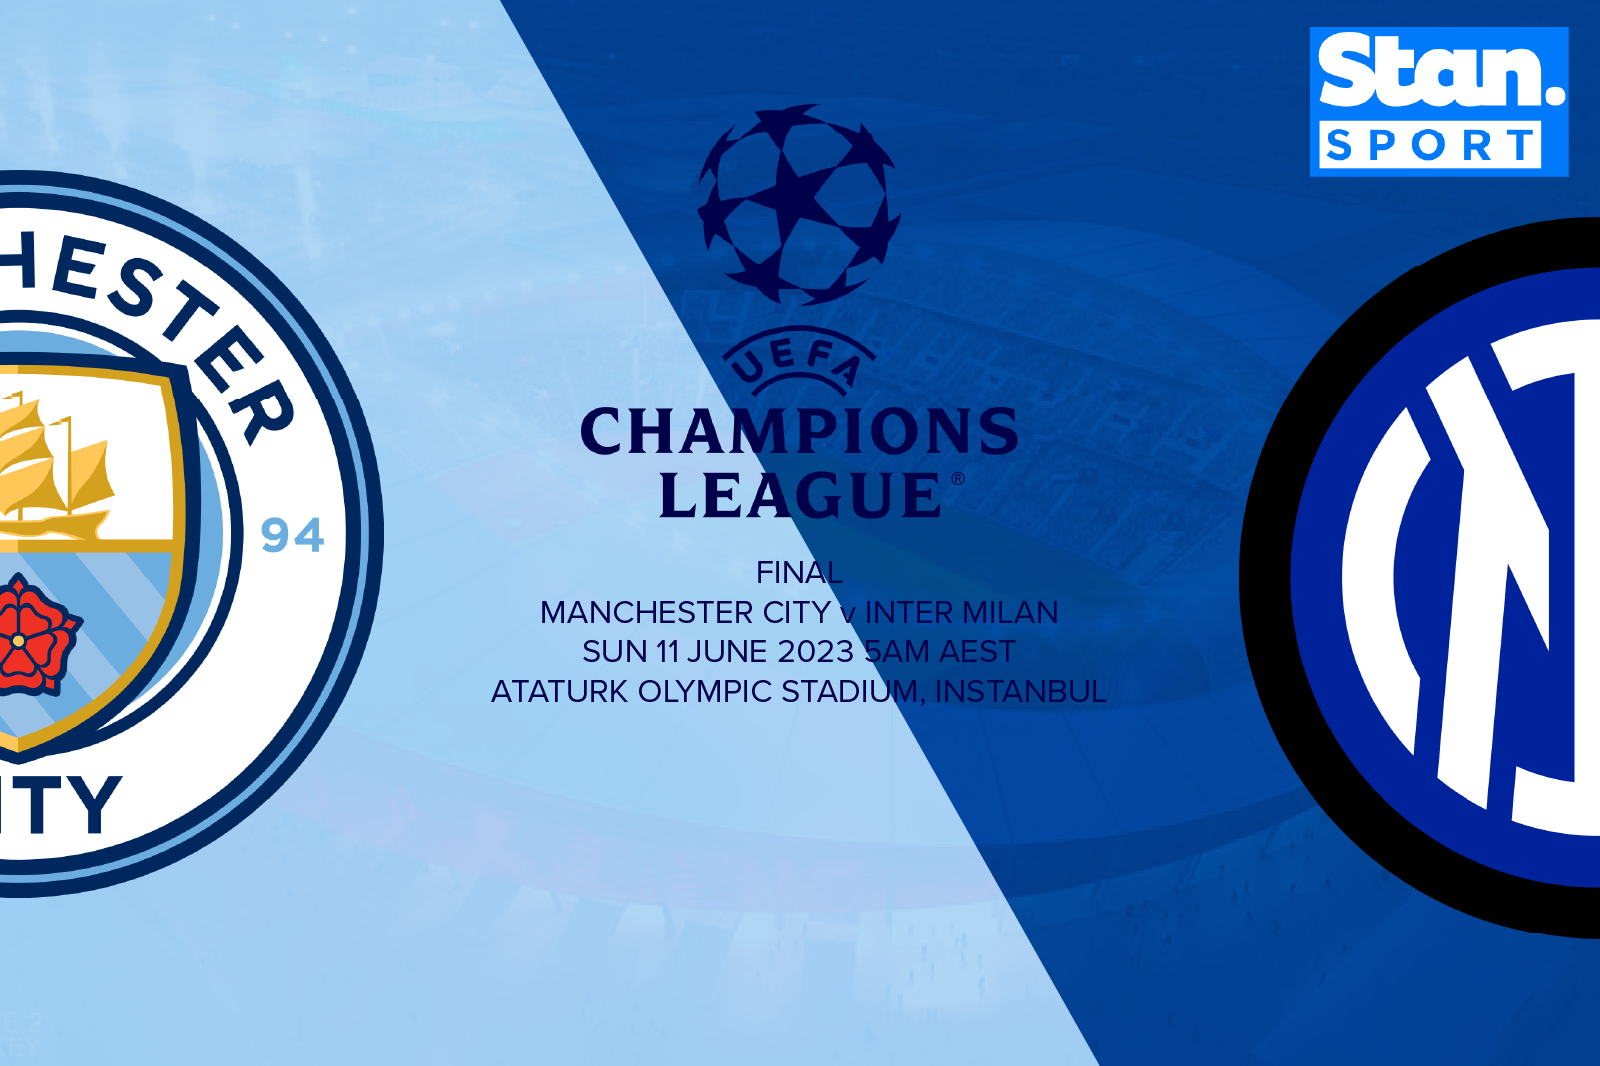 Stan.
SPORT
HESTER
94
ITY
UEFA
CHAMPIONS
LEAGUE®
FINAL
MANCHESTER CITY v INTER MILAN
SUN 11 JUNE 2023 5AM AEST
ATATURK OLYMPIC STADIUM, INSTANBUL